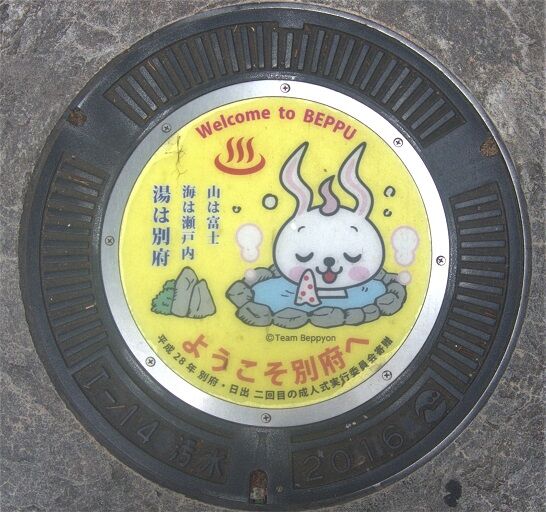 Welcome to BEPPU
山は富士
海は瀬戸内
湯は別府
©Team Beppyon
ようこそ別府へ
平成28年 別府・日出 二回目の成人式実行委員会寄贈
-14 汚水 2016